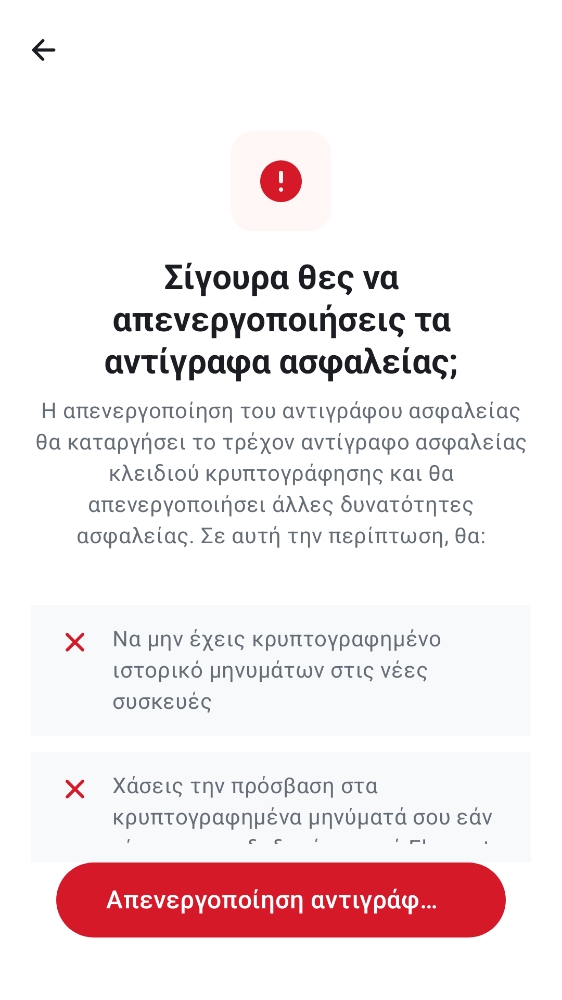 Σίγουρα θες να
απενεργοποιήσεις τα
αντίγραφα ασφαλείας;
Η απενεργοποίηση του αντιγράφου ασφαλείας
θα καταργήσει το τρέχον αντίγραφο ασφαλείας
κλειδιού κρυπτογράφησης και θα
απενεργοποιήσει άλλες δυνατότητες
ασφαλείας. Σε αυτή την περίπτωση, θα:
Να μην έχεις κρυπτογραφημένο
ιστορικό μηνυμάτων στις νέες
συσκευές
Χάσεις την πρόσβαση στα
κρυπτογραφημένα μηνύματά σου εάν
Απενεργοποίηση αντιγράφ…